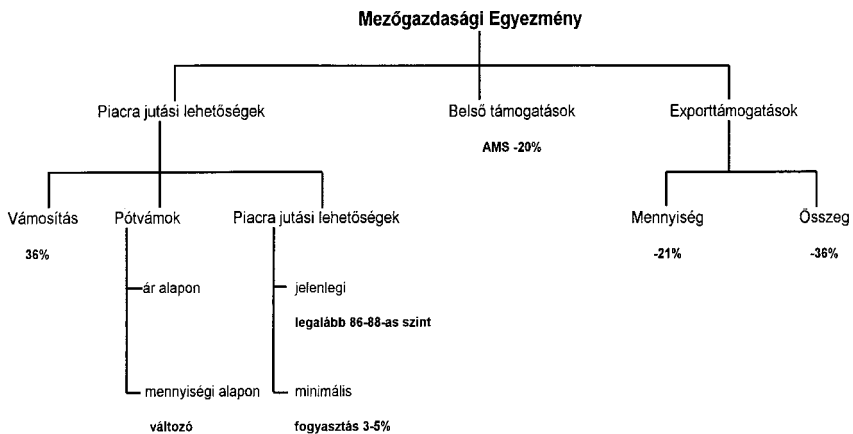 Mezőgazdasági Egyezmény
Piacra jutási lehetőségek
Belső támogatások
Exporttámogatások
AMS -20%
Vámosítás
Pótvámok
Piacra jutási lehetőségek
Mennyiség
Összeg
36%
-21%
-36%
ár alapon
jelenlegi
legalább 86-88-as szint
mennyiségi alapon
minimális
változó
fogyasztás 3-5%